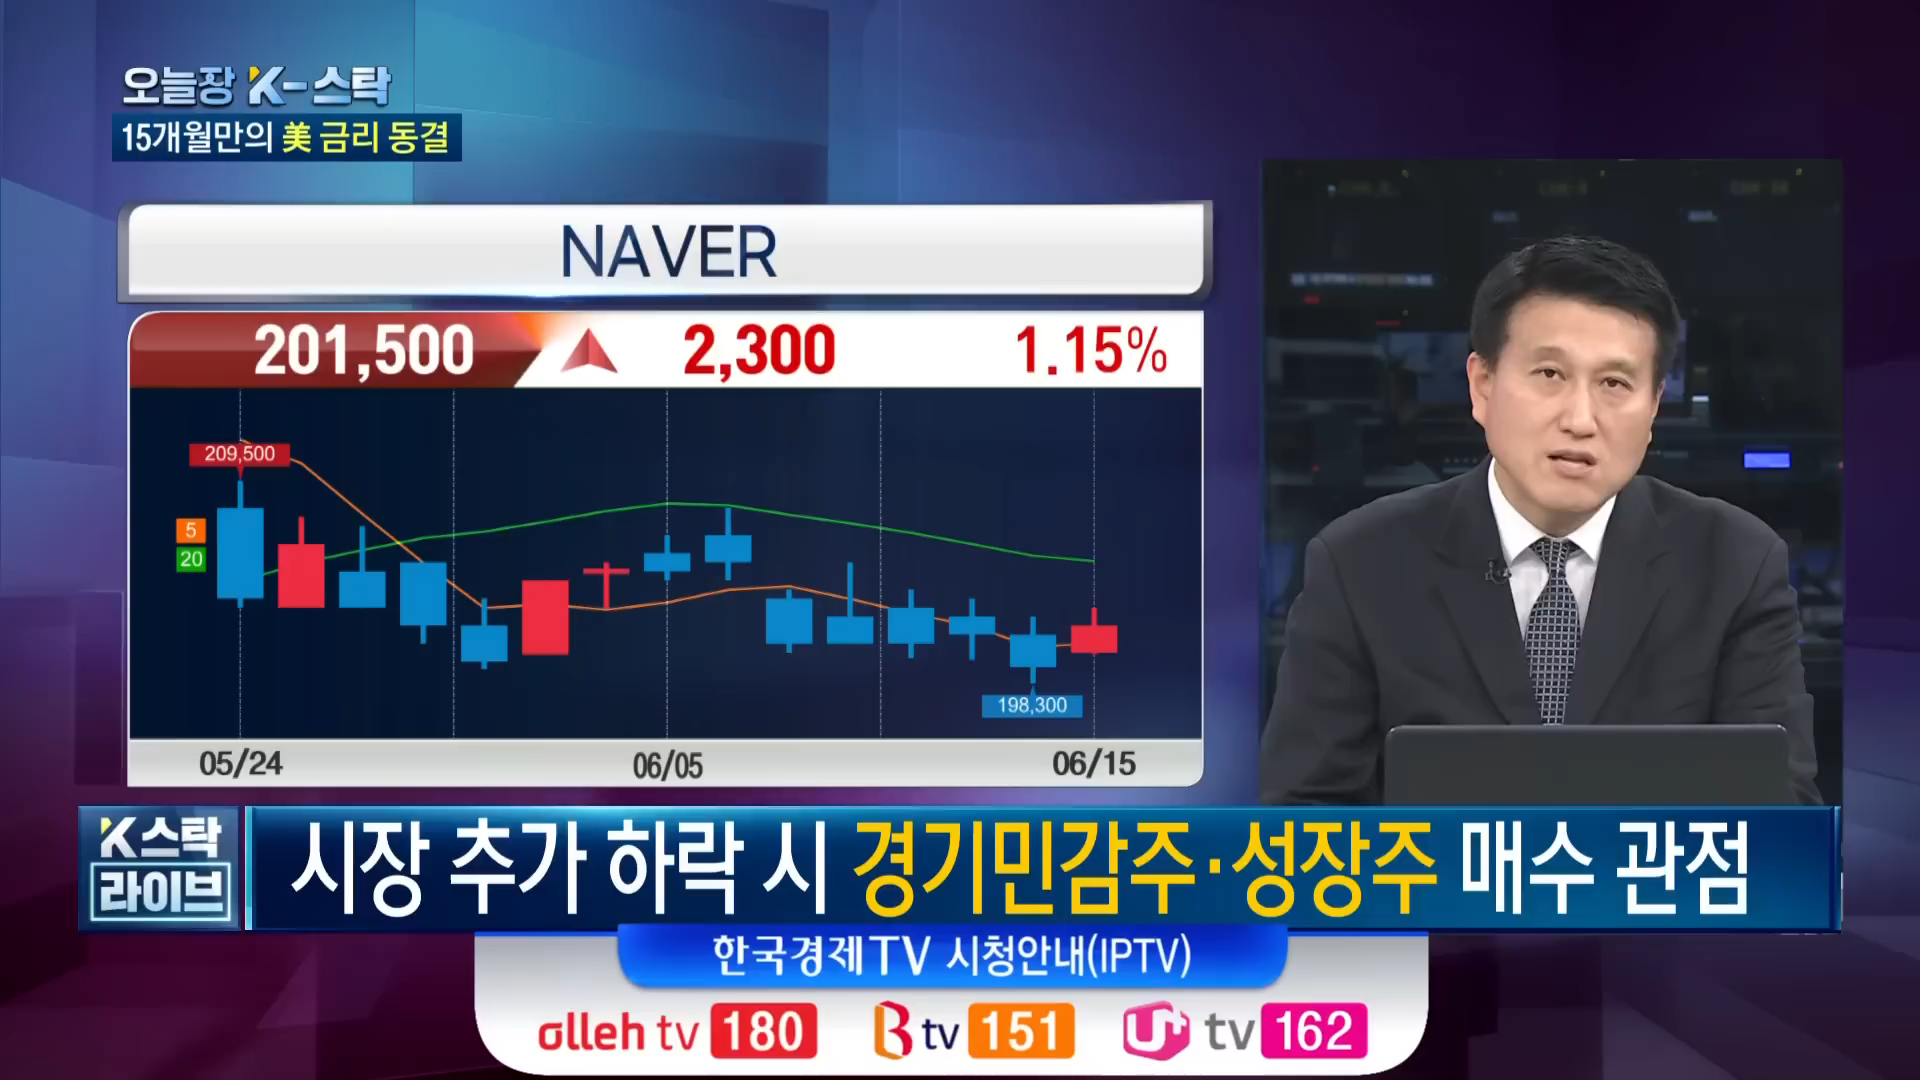 오늘장 K-스탁
15개월만의 美 금리 동결
NAVER
201,500 2,300 1.15%
209,500
5
20
198,300
05/24 06/05 06/15
K스탁
라이브
시장 추가 하락 시 경기민감주·성장주 매수 관점
한국경제TV 시청안내(IPTV)
olleh tv 180 B tv 151 U+ tv 162